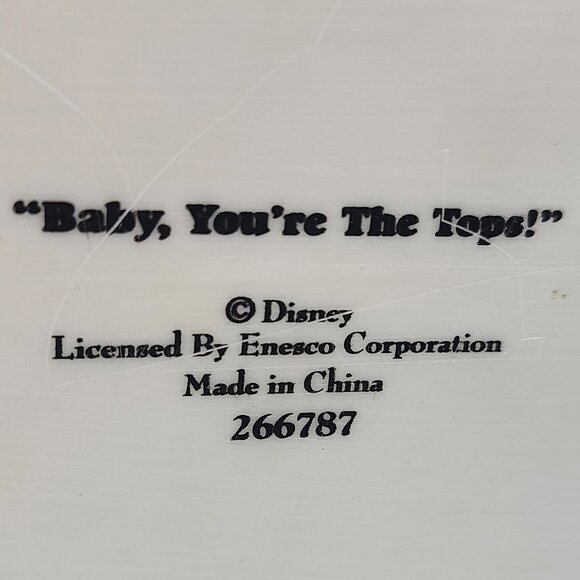 “Baby, You're The Tops!”
© Disney
Licensed By Enesco Corporation
Made in China
266787